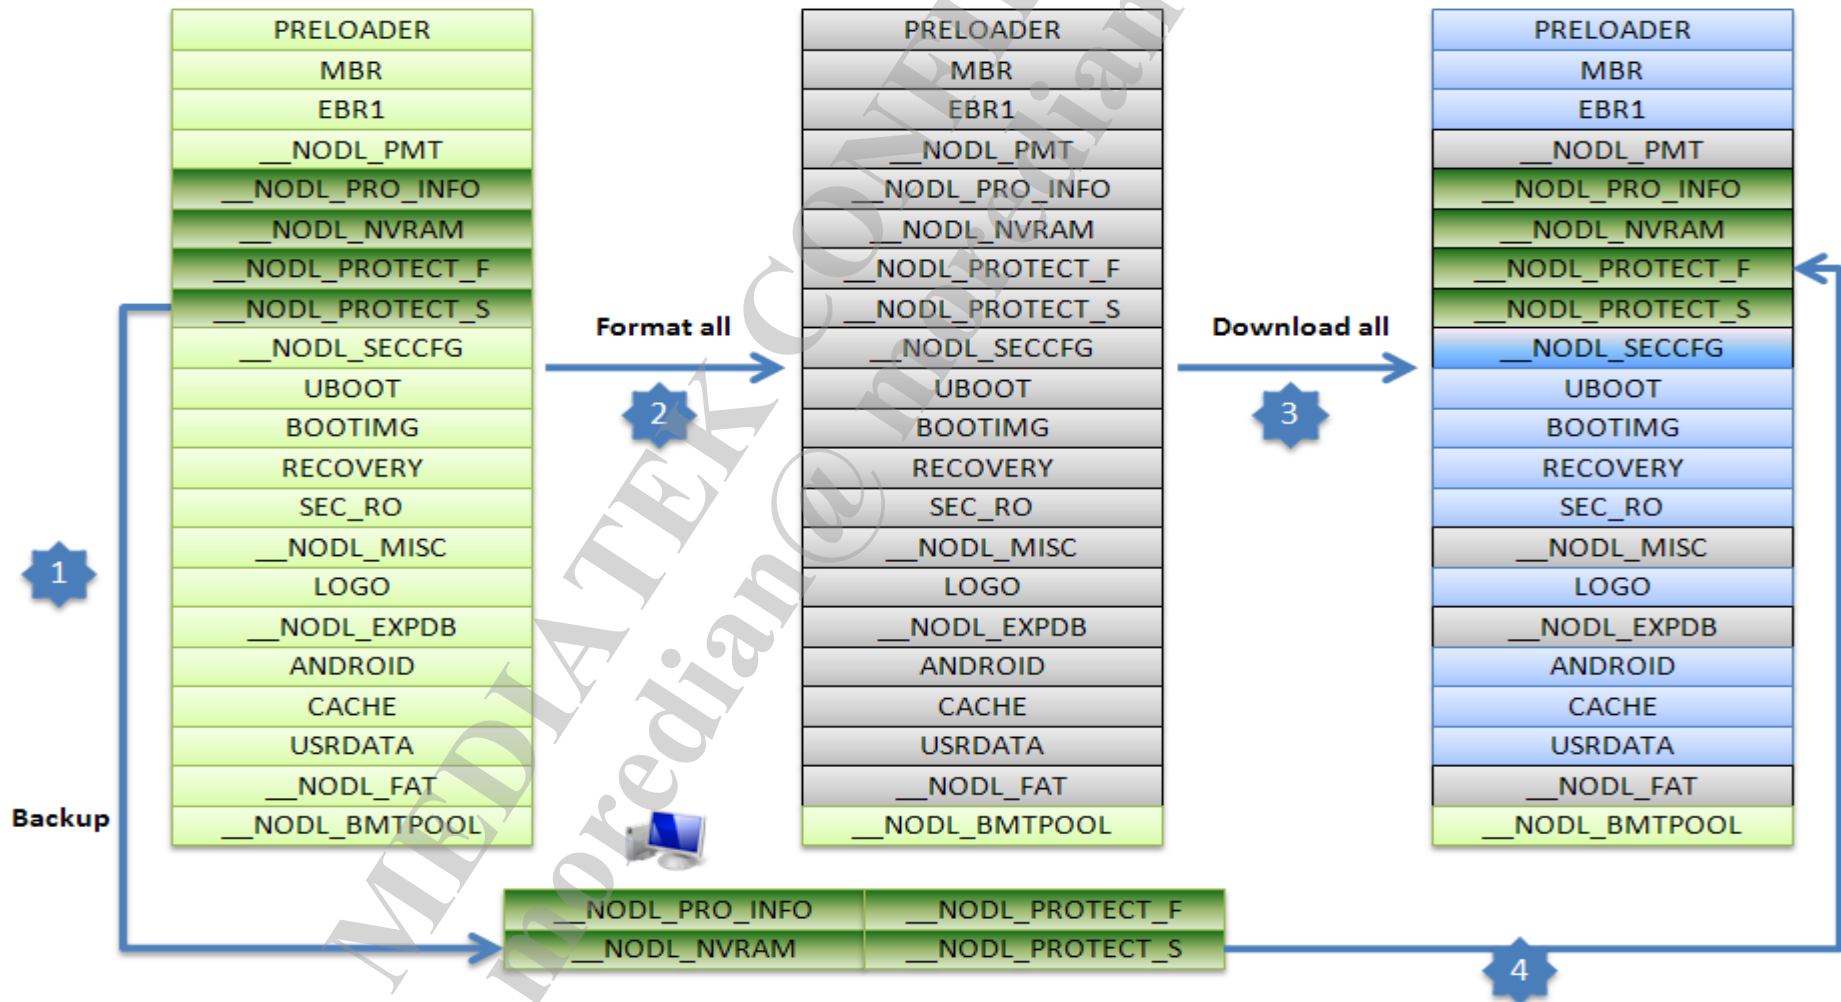 PRELOADER
MBR
EBR1
__NODL_PMT
__NODL_PRO_INFO
__NODL_NVRAM
__NODL_PROTECT_F
__NODL_PROTECT_S
__NODL_SECCFG
UBOOT
BOOTIMG
RECOVERY
SEC_RO
__NODL_MISC
LOGO
__NODL_EXPDB
ANDROID
CACHE
USRDATA
__NODL_FAT
__NODL_BMTPOOL
1
Backup
Format all
2
PRELOADER
MBR
EBR1
__NODL_PMT
__NODL_PRO_INFO
__NODL_NVRAM
__NODL_PROTECT_F
__NODL_PROTECT_S
__NODL_SECCFG
UBOOT
BOOTIMG
RECOVERY
SEC_RO
__NODL_MISC
LOGO
__NODL_EXPDB
ANDROID
CACHE
USRDATA
__NODL_FAT
__NODL_BMTPOOL
Download all
3
PRELOADER
MBR
EBR1
__NODL_PMT
__NODL_PRO_INFO
__NODL_NVRAM
__NODL_PROTECT_F
__NODL_PROTECT_S
__NODL_SECCFG
UBOOT
BOOTIMG
RECOVERY
SEC_RO
__NODL_MISC
LOGO
__NODL_EXPDB
ANDROID
CACHE
USRDATA
__NODL_FAT
__NODL_BMTPOOL
__NODL_PRO_INFO __NODL_PROTECT_F
__NODL_NVRAM __NODL_PROTECT_S
4
MEDIATEK
moredian@ moredian